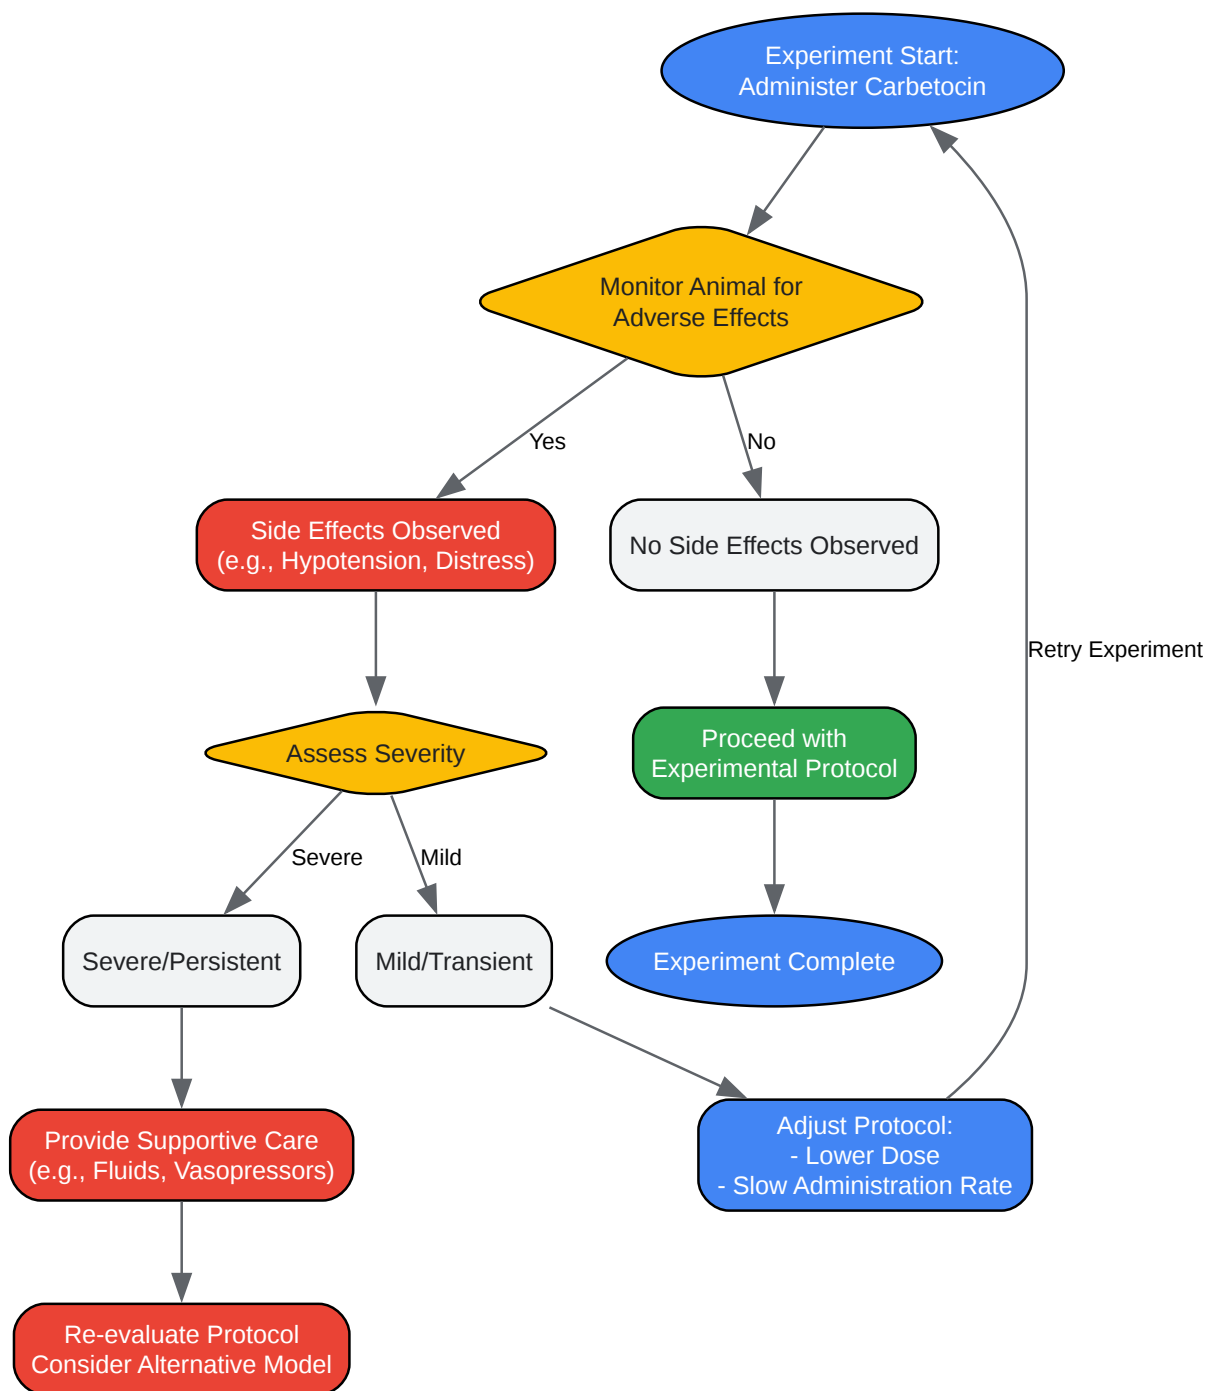 Experiment Start:
Administer Carbetocin
Monitor Animal for
Adverse Effects
Yes
No
Side Effects Observed
(e.g., Hypotension, Distress)
No Side Effects Observed
Retry Experiment
Assess Severity
Proceed with
Experimental Protocol
Severe
Mild
Severe/Persistent
Mild/Transient
Experiment Complete
Provide Supportive Care
(e.g., Fluids, Vasopressors)
Adjust Protocol:
- Lower Dose
- Slow Administration Rate
Re-evaluate Protocol
Consider Alternative Model